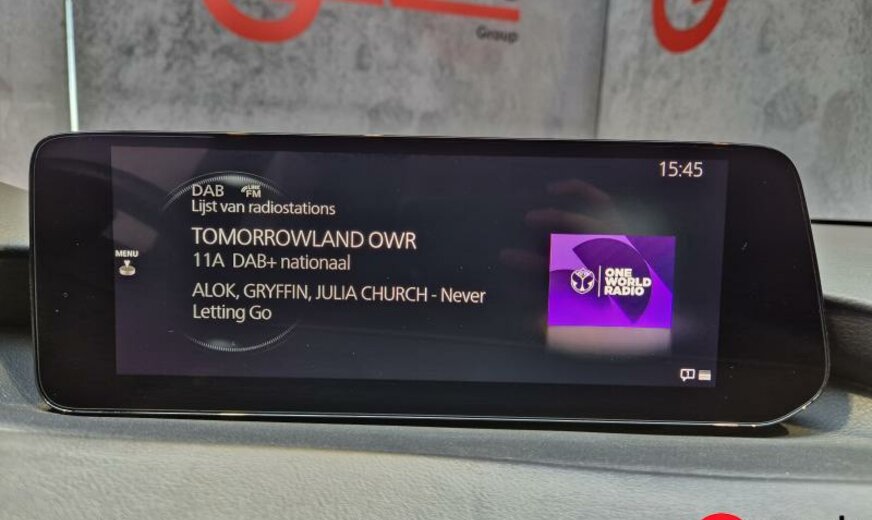 Group
15:45
DAB LINK FM
Lijst van radiostations
MENU
TOMORROWLAND OWR
11A DAB+ nationaal
ALOK, GRYFFIN, JULIA CHURCH - Never
Letting Go
ONE
WORLD
RADIO